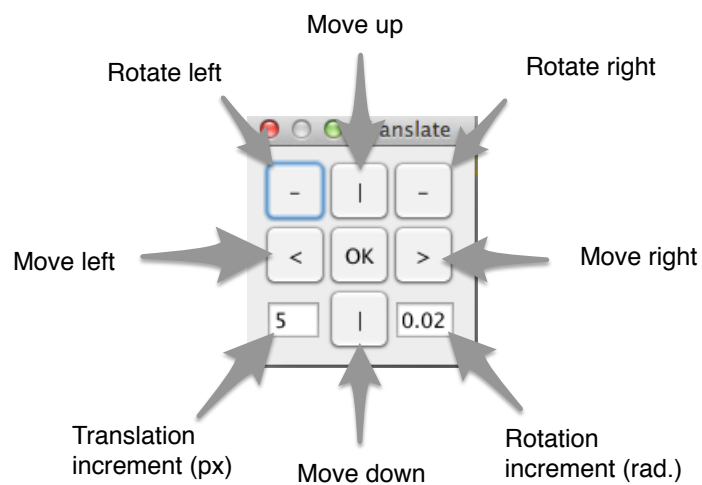 Move up
Rotate left
Rotate right
anslate
-
|
-
Move left
<
OK
>
Move right
5
|
0.02
Translation
increment (px)
Move down
Rotation
increment (rad.)